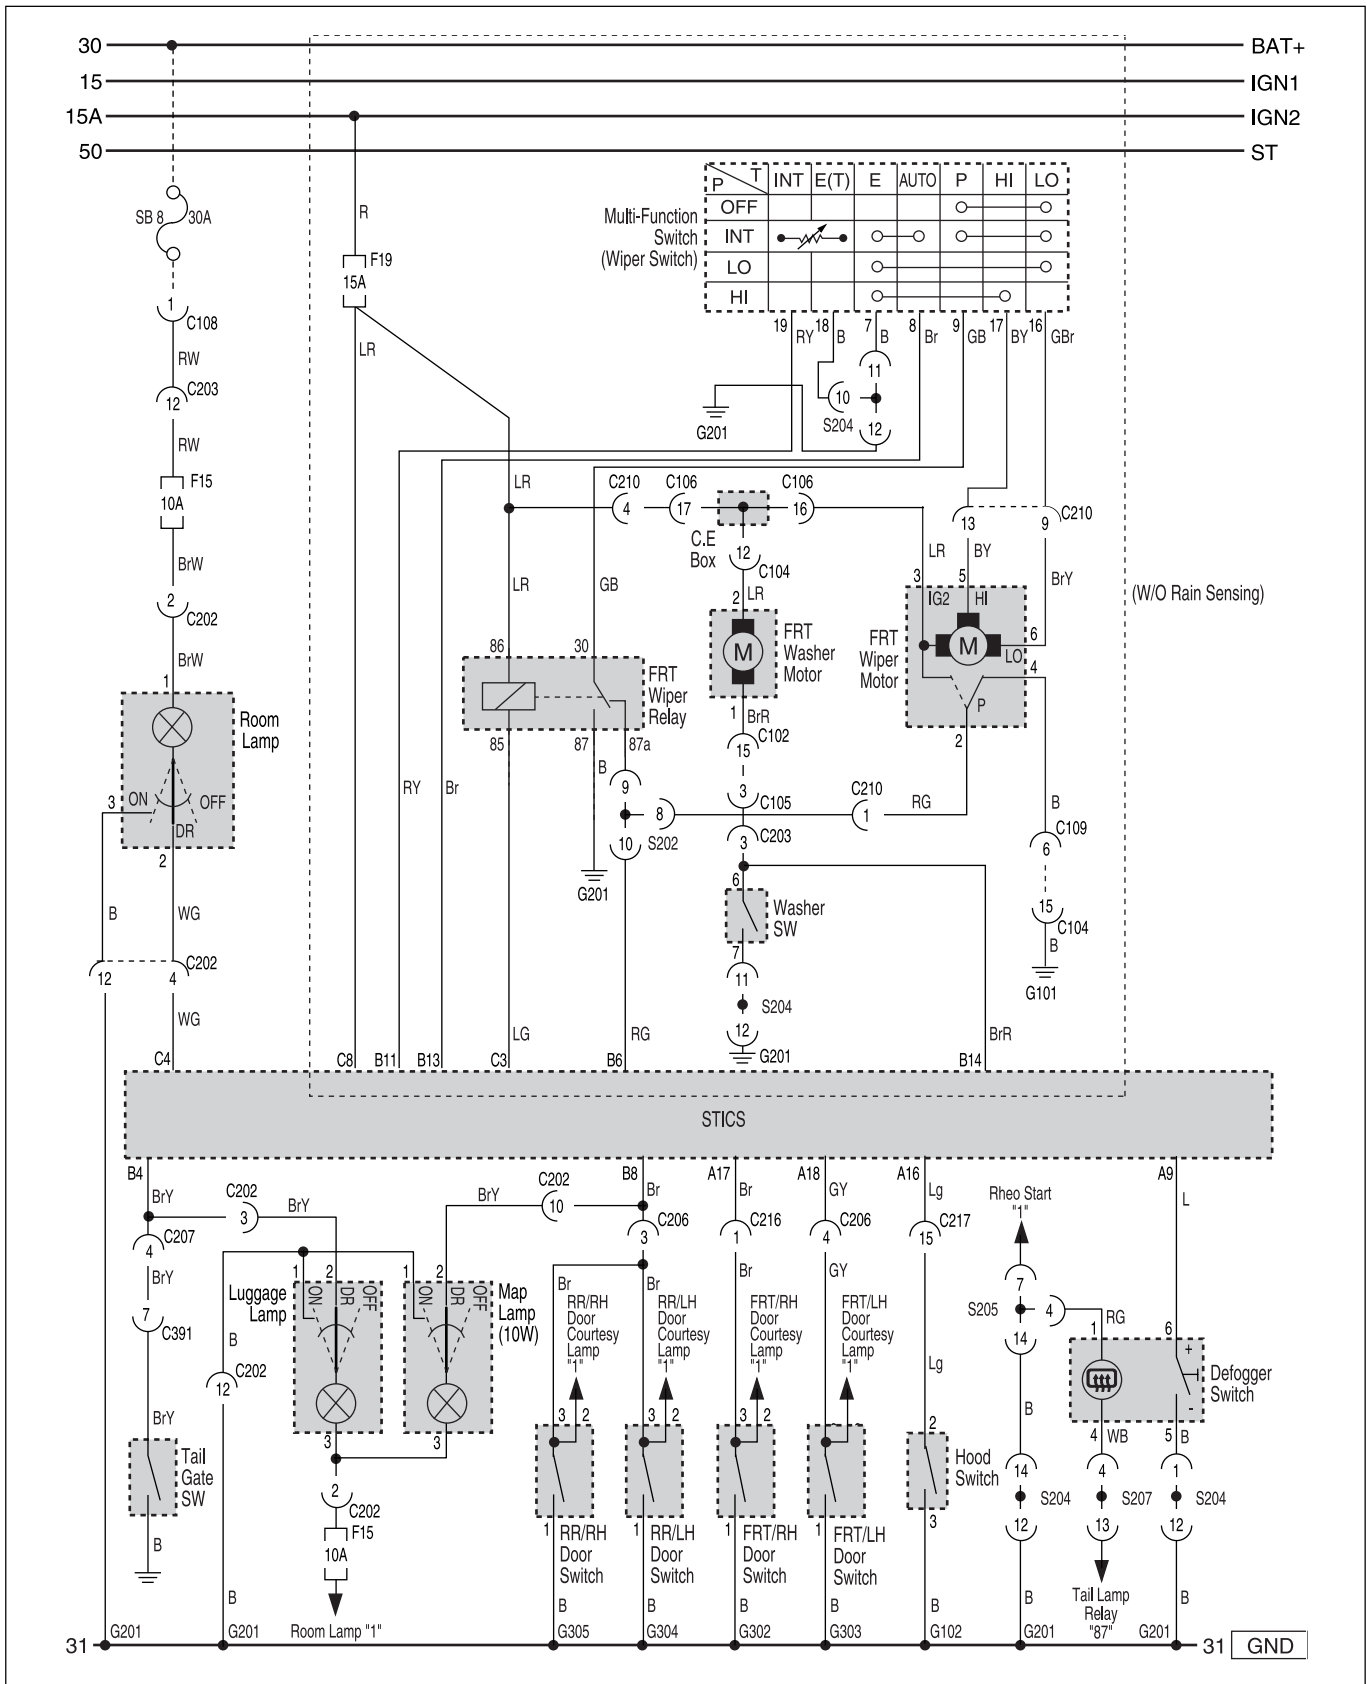 30 BAT+
15 IGN1
15A IGN2
50 ST
SB 8 30A
R
F19
15A
LR
Multi-Function
Switch
(Wiper Switch)
P T INT E(T) E AUTO P HI LO
OFF
INT
LO
HI
19 RY 18 B 7 B 8 Br 9 GB 17 BY 16 GBr
1
C108
RW
C203
12
RW
F15
10A
BrW
2
C202
BrW
1
11
10
S204
12
G201
LR
C210
4
C106
17
C106
16
C.E
Box
12
C104
2 LR
13
9
C210
LR
BY
BrY
3
5
IG2
HI
6
LO
4
M
P
2
FRT
Wiper
Motor
(W/O Rain Sensing)
LR
GB
86
30
FRT
Wiper
Relay
85
87
87a
M
FRT
Washer
Motor
1 BrR
C102
15
3
C105
C203
3
Room
Lamp
3
ON
OFF
DR
2
B
WG
12
4
C202
WG
RY
Br
B
9
8
10
S202
G201
C210
1
RG
B
C109
6
15
C104
B
G101
6
Washer
SW
7
11
S204
12
G201
LG
RG
BrR
C4
C8
B11
B13
C3
B6
B14
STICS
B4
B8
A17
A18
A16
A9
BrY
C202
3
BrY
C207
4
BrY
7
C391
BrY
Tail
Gate
SW
B
BrY
C202
10
Br
C206
3
Br
C216
1
GY
C206
4
Lg
C217
15
Rheo Start
"1"
L
Luggage
Lamp
1
2
ON
DR
OFF
3
1
2
ON
DR
OFF
3
Map
Lamp
(10W)
B
C202
12
B
2
C202
F15
10A
Room Lamp "1"
Br
RR/RH
Door
Courtesy
Lamp
"1"
Br
RR/LH
Door
Courtesy
Lamp
"1"
Br
FRT/RH
Door
Courtesy
Lamp
"1"
GY
FRT/LH
Door
Courtesy
Lamp
"1"
Lg
3 2
3 2
3 2
2
2
Hood
Switch
3
1
RR/RH
Door
Switch
1
RR/LH
Door
Switch
1
FRT/RH
Door
Switch
1
FRT/LH
Door
Switch
7
S205
4
14
RG
1
6
+
-
Defogger
Switch
4 WB
5 B
B
14
S204
12
4
S207
13
1
S204
12
Tail Lamp
Relay
"87"
B
B
B
B
B
B
B
31 G201 G201 G305 G304 G302 G303 G102 G201 G201 31 GND